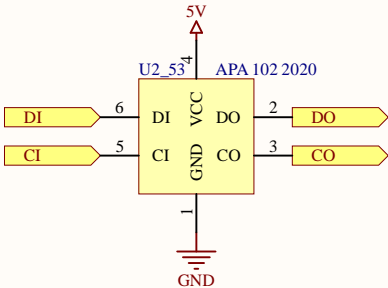 5V
4
U2_53 APA 102 2020
DI 6 DI VCC DO 2 DO
CI 5 CI GND CO 3 CO
1
GND